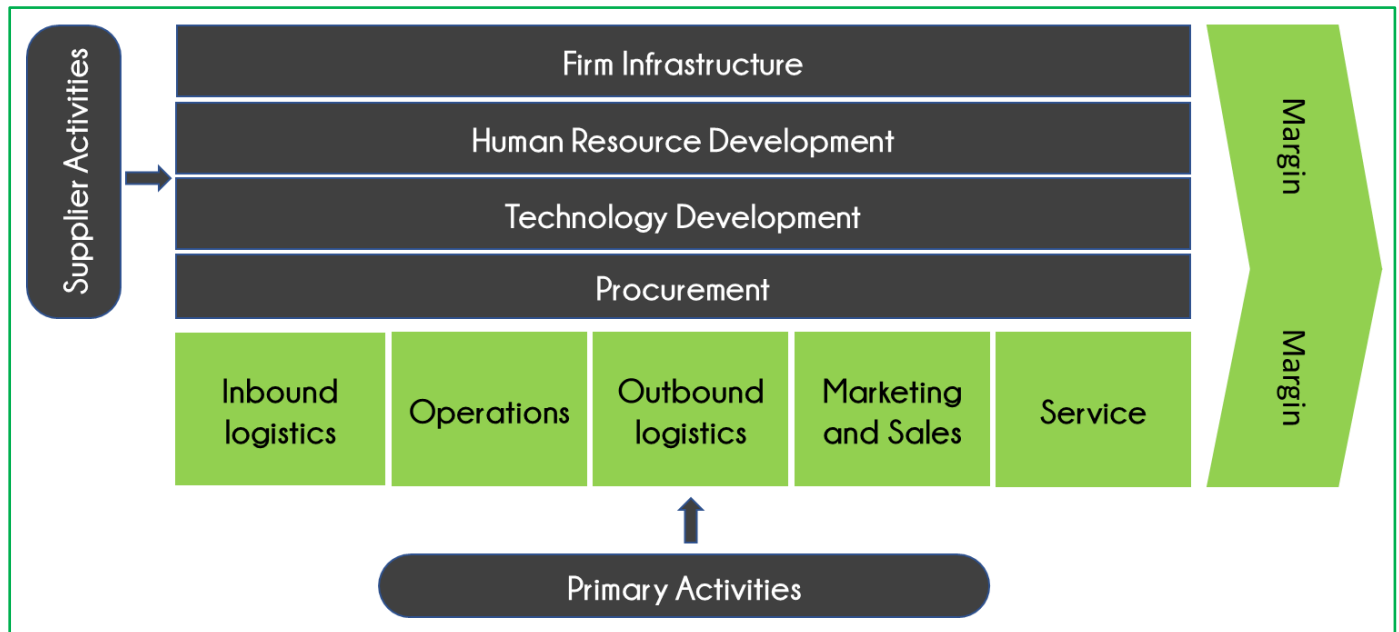 Supplier Activities
Firm Infrastructure
Human Resource Development
Technology Development
Procurement
Inbound
logistics
Operations
Outbound
logistics
Marketing
and Sales
Service
Margin
Margin
Primary Activities